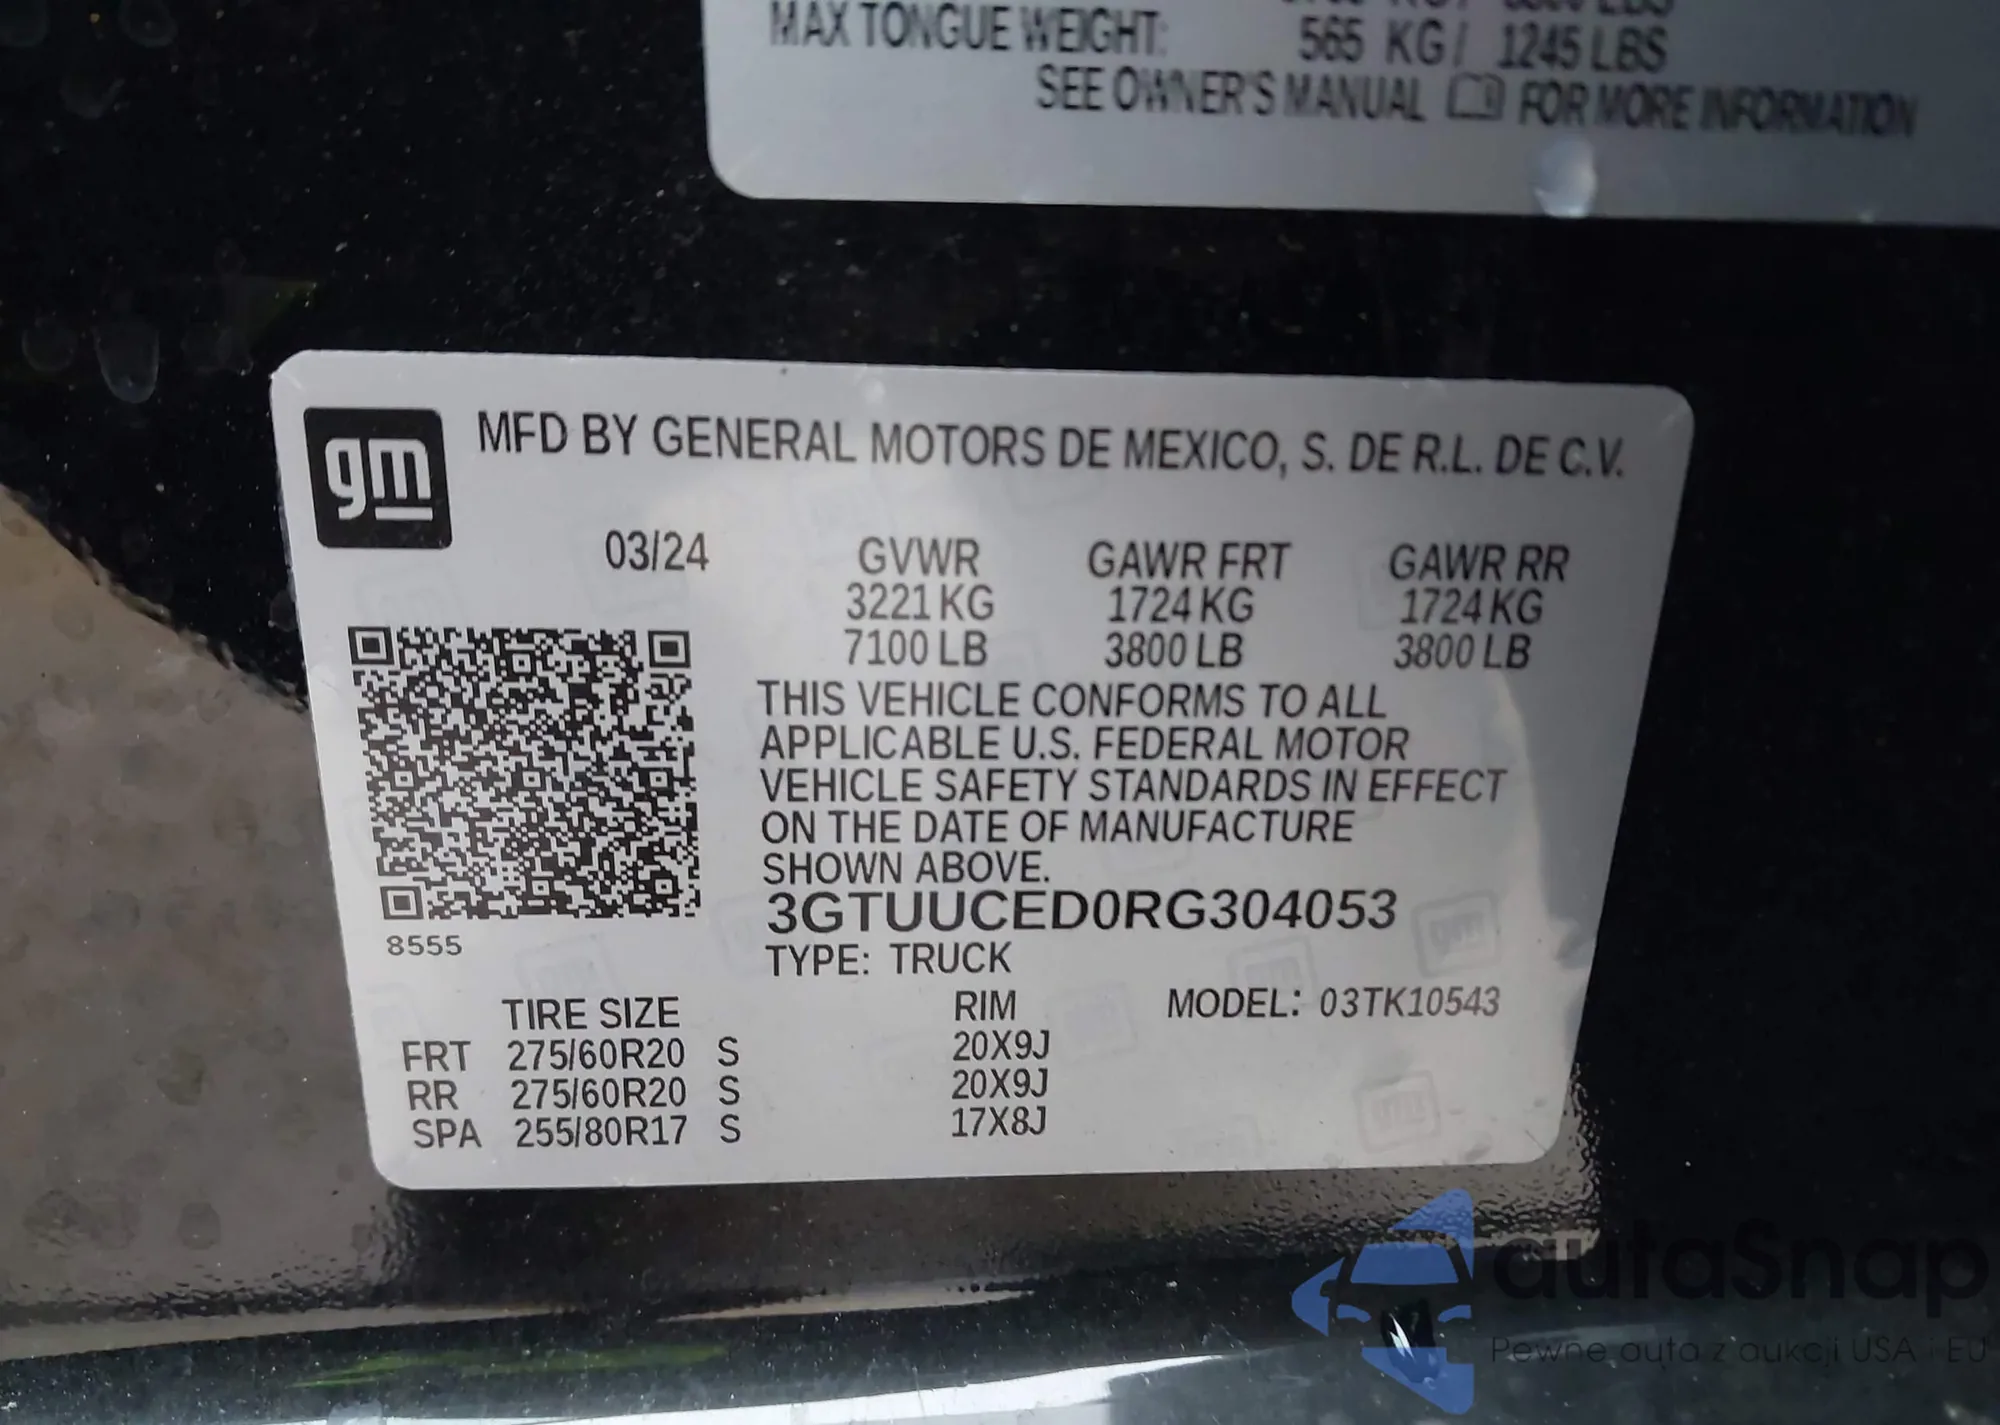 MAX TONGUE WEIGHT: 565 KG / 1245 LBS
SEE OWNER'S MANUAL FOR MORE INFORMATION
gm
MFD BY GENERAL MOTORS DE MEXICO, S. DE R.L. DE C.V.
03/24 GVWR GAWR FRT GAWR RR
3221 KG 1724 KG 1724 KG
7100 LB 3800 LB 3800 LB
THIS VEHICLE CONFORMS TO ALL
APPLICABLE U.S. FEDERAL MOTOR
VEHICLE SAFETY STANDARDS IN EFFECT
ON THE DATE OF MANUFACTURE
SHOWN ABOVE.
3GTUUCED0RG304053
8555
TYPE: TRUCK
TIRE SIZE RIM MODEL: 03TK10543
FRT 275/60R20 S 20X9J
RR 275/60R20 S 20X9J
SPA 255/80R17 S 17X8J
autaSnap
Pewne auta z aukcji USA i EU